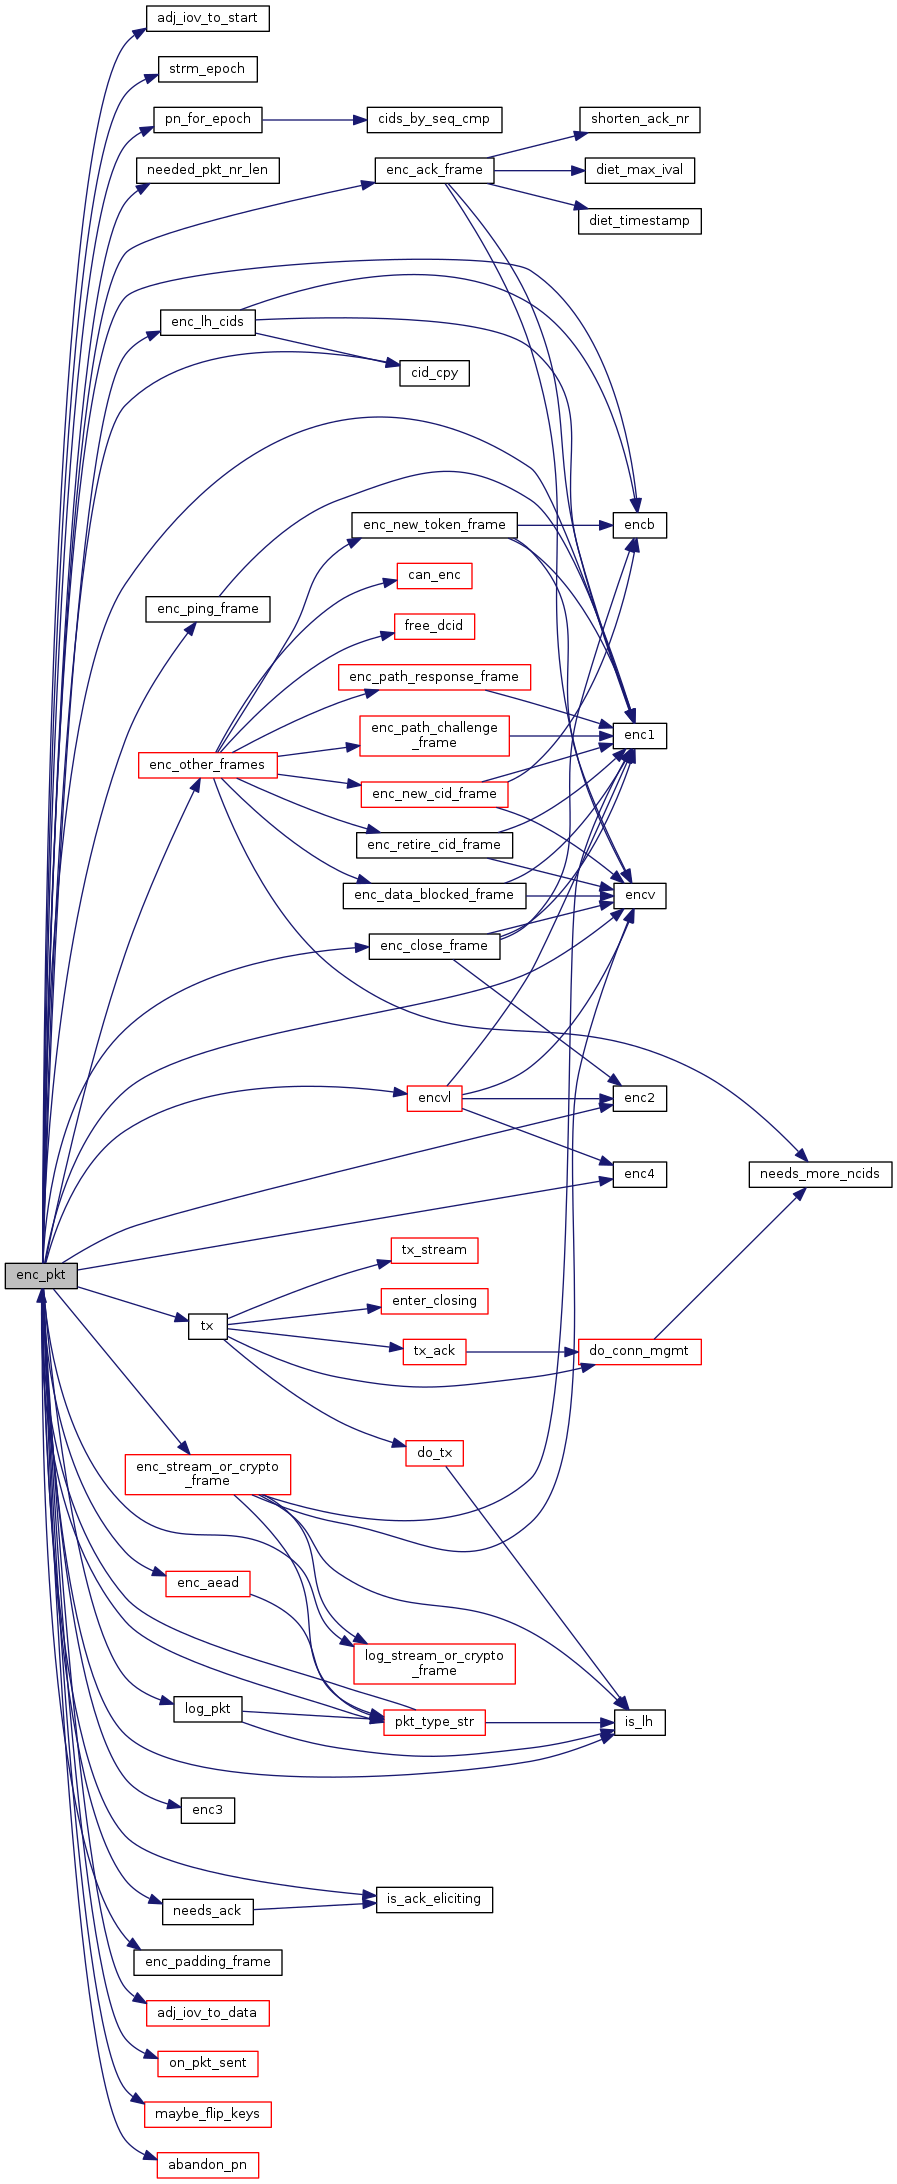 adj_iov_to_start
strm_epoch
pn_for_epoch
cids_by_seq_cmp
shorten_ack_nr
needed_pkt_nr_len
enc_ack_frame
diet_max_ival
diet_timestamp
enc_lh_cids
cid_cpy
enc_new_token_frame
encb
can_enc
enc_ping_frame
free_dcid
enc_path_response_frame
enc_path_challenge
_frame
enc1
enc_other_frames
enc_new_cid_frame
enc_retire_cid_frame
enc_data_blocked_frame
encv
enc_close_frame
encvl
enc2
enc4
needs_more_ncids
tx_stream
enc_pkt
enter_closing
tx
tx_ack
do_conn_mgmt
do_tx
enc_stream_or_crypto
_frame
enc_aead
log_stream_or_crypto
_frame
log_pkt
pkt_type_str
is_lh
enc3
is_ack_eliciting
needs_ack
enc_padding_frame
adj_iov_to_data
on_pkt_sent
maybe_flip_keys
abandon_pn